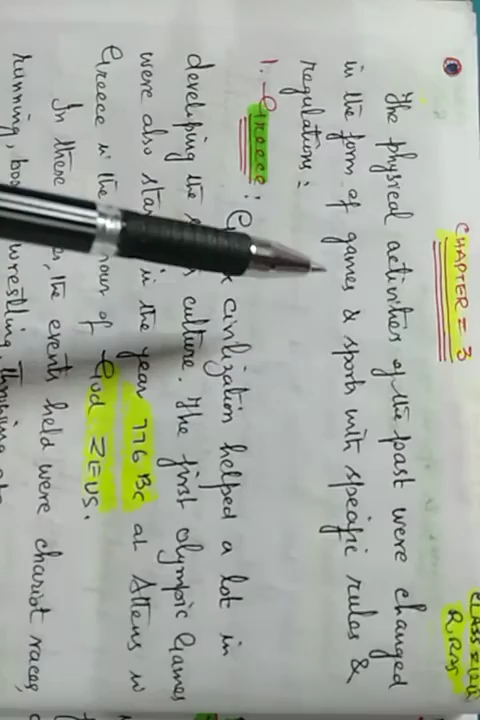 CHAPTER = 3
The physical activities of the past were changed
in the form of games & sports with specific rules &
regulations:
1. Greece: civilization helped a lot in
developing the culture. The first olympic Games
were also in the year 776 BC at Attens in
Greece in the of God ZEUS.
In these the events held were chariot races,
running, wrestling,